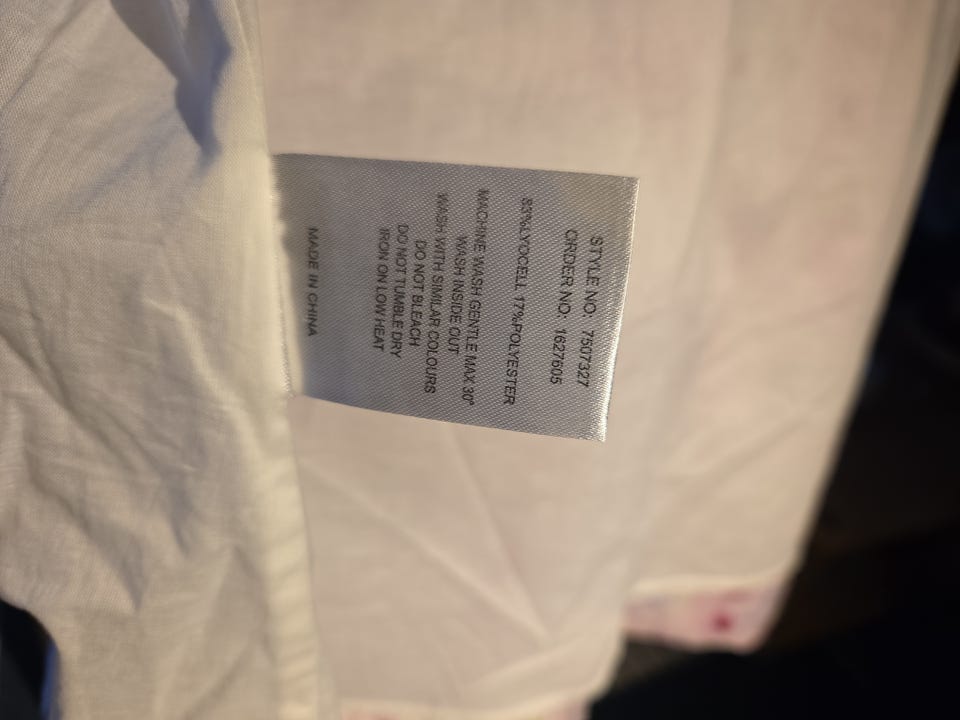 STYLE NO: 7507327
ORDER NO: 1627605
83%LYOCELL 17%POLYESTER
MACHINE WASH GENTLE MAX 30°
WASH INSIDE OUT
WASH WITH SIMILAR COLOURS
DO NOT BLEACH
DO NOT TUMBLE DRY
IRON ON LOW HEAT
MADE IN CHINA